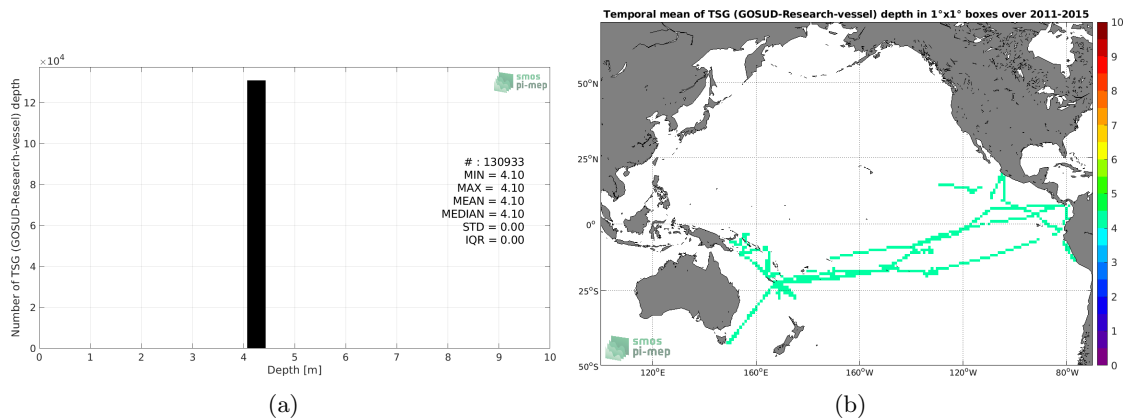 ×10⁴
12
10
8
6
4
2
0
0 1 2 3 4 5 6 7 8 9 10
Number of TSG (GOSUD-Research-vessel) depth
Depth [m]
smos
pi-mep
# : 130933
MIN = 4.10
MAX = 4.10
MEAN = 4.10
MEDIAN = 4.10
STD = 0.00
IQR = 0.00
(a)
Temporal mean of TSG (GOSUD-Research-vessel) depth in 1°x1° boxes over 2011-2015
50°N
25°N
0°
25°S
50°S
120°E 160°E 160°W 120°W 80°W
10
9
8
7
6
5
4
3
2
1
0
smos
pi-mep
(b)